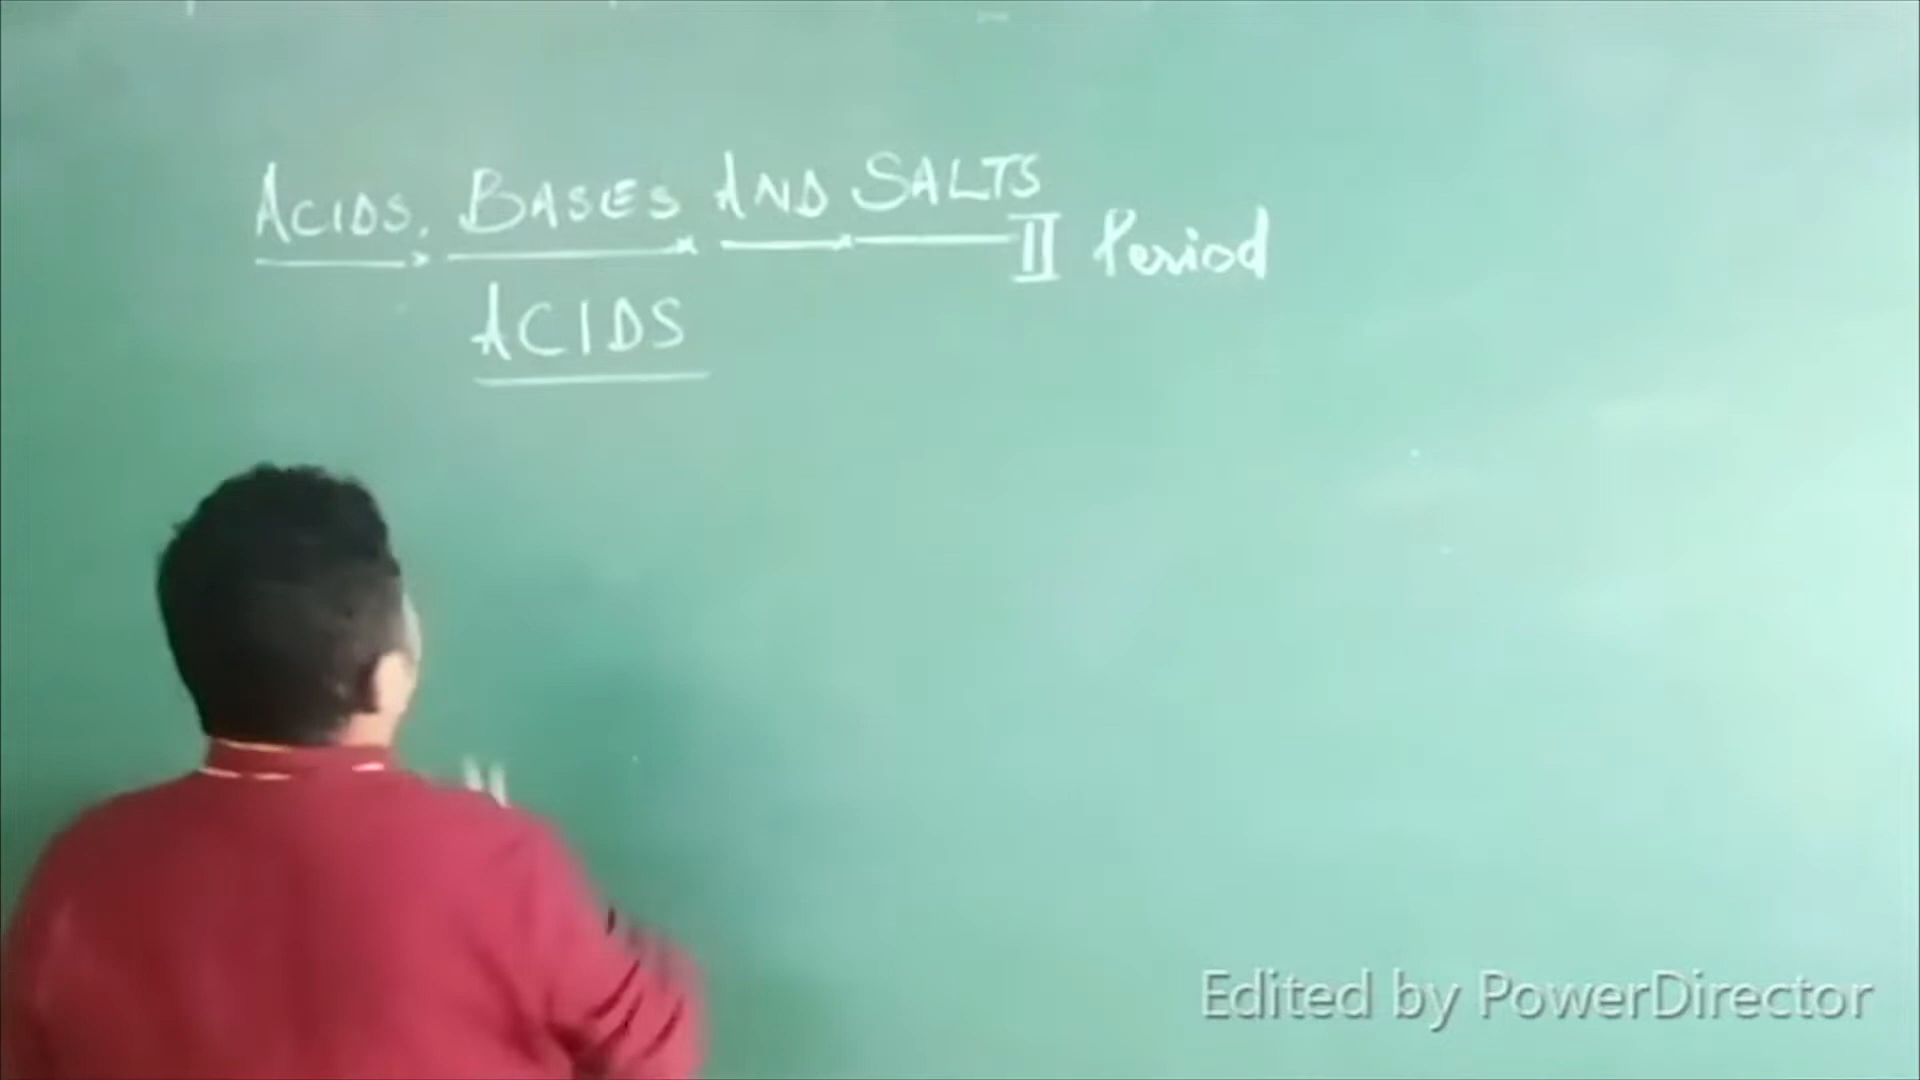 ACIDS, BASES AND SALTS
II Period
ACIDS
Edited by PowerDirector